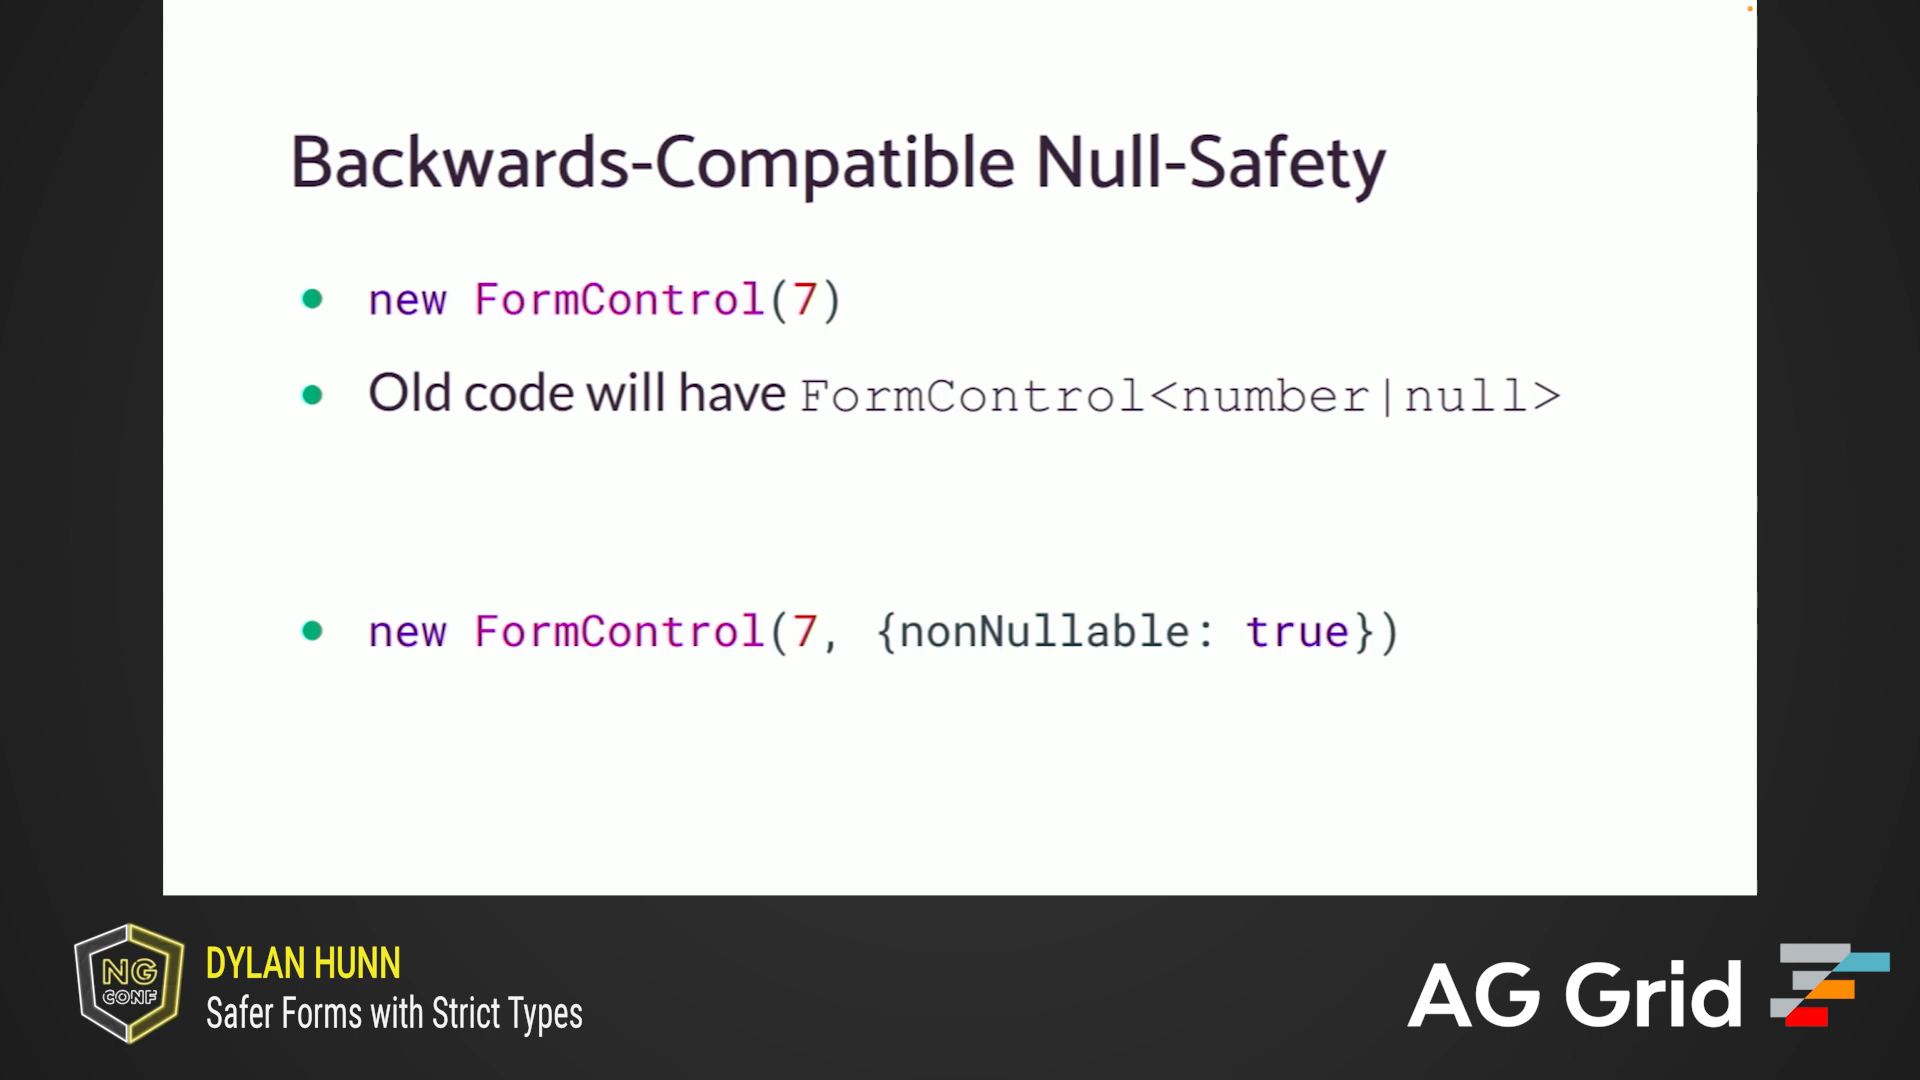 Backwards-Compatible Null-Safety
new FormControl(7)
Old code will have FormControl<number|null>
new FormControl(7, {nonNullable: true})
NG
CONF
DYLAN HUNN
Safer Forms with Strict Types
AG Grid